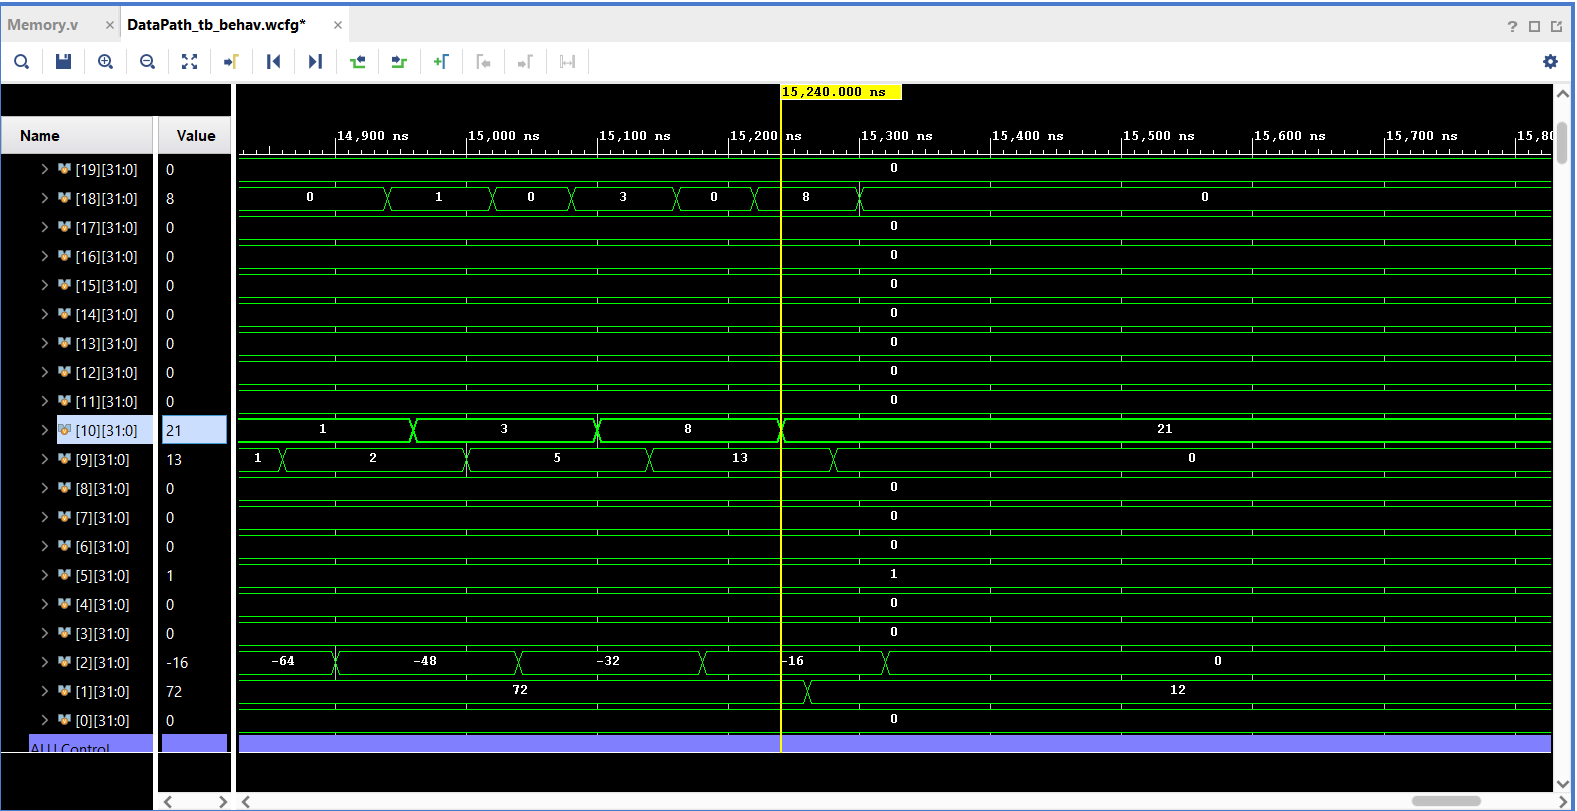 Memory.v × DataPath_tb_behav.wcfg* ×
15,240.000 ns
Name Value
14,900 ns 15,000 ns 15,100 ns 15,200 ns 15,300 ns 15,400 ns 15,500 ns 15,600 ns 15,700 ns 15,80
[19][31:0] 0 0
[18][31:0] 8 0 1 0 3 0 8 0
[17][31:0] 0 0
[16][31:0] 0 0
[15][31:0] 0 0
[14][31:0] 0 0
[13][31:0] 0 0
[12][31:0] 0 0
[11][31:0] 0 0
[10][31:0] 21 1 3 8 21
[9][31:0] 13 1 2 5 13 0
[8][31:0] 0 0
[7][31:0] 0 0
[6][31:0] 0 0
[5][31:0] 1 1
[4][31:0] 0 0
[3][31:0] 0 0
[2][31:0] -16 -64 -48 -32 -16 0
[1][31:0] 72 72 12
[0][31:0] 0 0
ALU Control